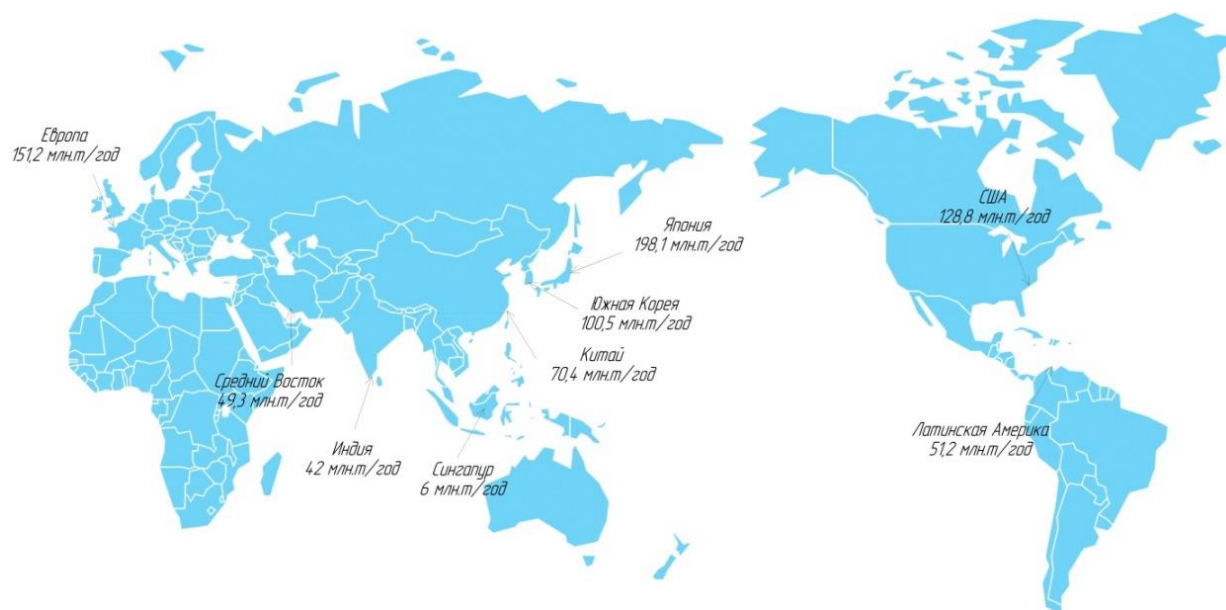 Европа
151,2 млн.т/год
США
128,8 млн.т/год
Япония
198,1 млн.т/год
Южная Корея
100,5 млн.т/год
Китай
70,4 млн.т/год
Средний Восток
49,3 млн.т/год
Индия
42 млн.т/год
Сингапур
6 млн.т/год
Латинская Америка
51,2 млн.т/год